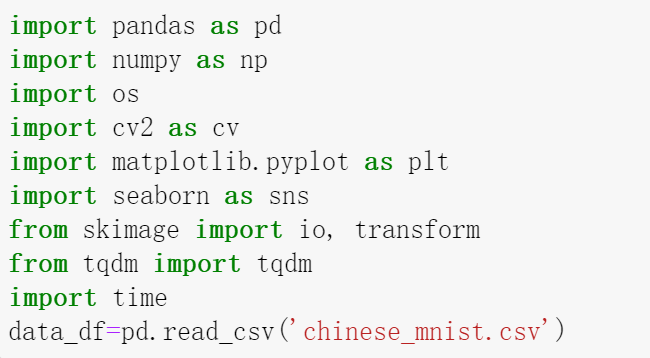 import pandas as pd
import numpy as np
import os
import cv2 as cv
import matplotlib.pyplot as plt
import seaborn as sns
from skimage import io, transform
from tqdm import tqdm
import time
data_df=pd.read_csv('chinese_mnist.csv')